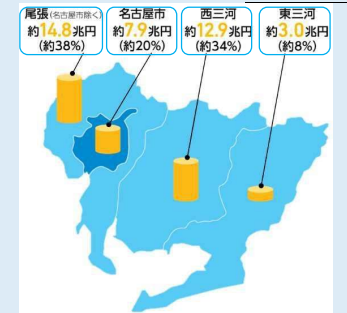 尾張(名古屋市除く)
約14.8兆円
(約38%)
名古屋市
約7.9兆円
(約20%)
西三河
約12.9兆円
(約34%)
東三河
約3.0兆円
(約8%)